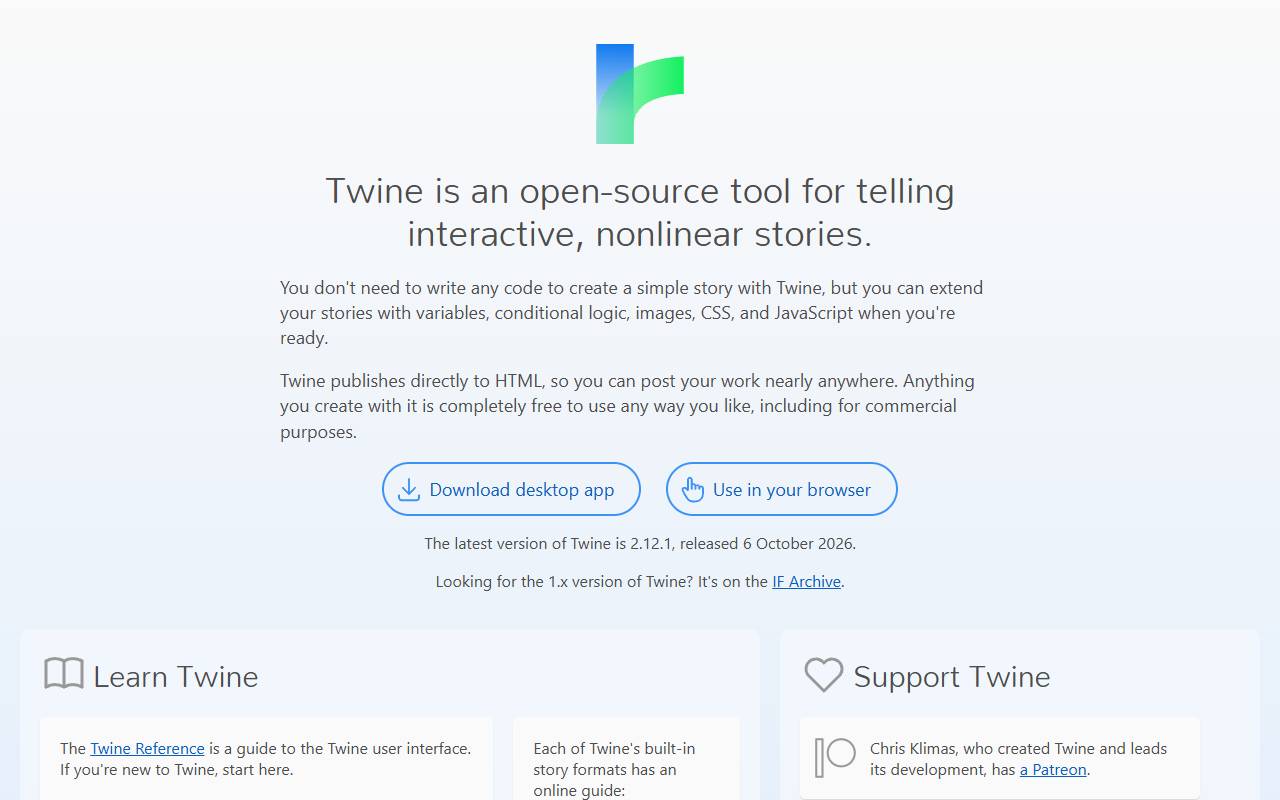 Twine is an open-source tool for telling
interactive, nonlinear stories.
You don't need to write any code to create a simple story with Twine, but you can extend
your stories with variables, conditional logic, images, CSS, and JavaScript when you're
ready.
Twine publishes directly to HTML, so you can post your work nearly anywhere. Anything
you create with it is completely free to use any way you like, including for commercial
purposes.
Download desktop app
Use in your browser
The latest version of Twine is 2.12.1, released 6 October 2026.
Looking for the 1.x version of Twine? It's on the IF Archive.
Learn Twine
The Twine Reference is a guide to the Twine user interface.
If you're new to Twine, start here.
Each of Twine's built-in
story formats has an
online guide:
Support Twine
Chris Klimas, who created Twine and leads
its development, has a Patreon.